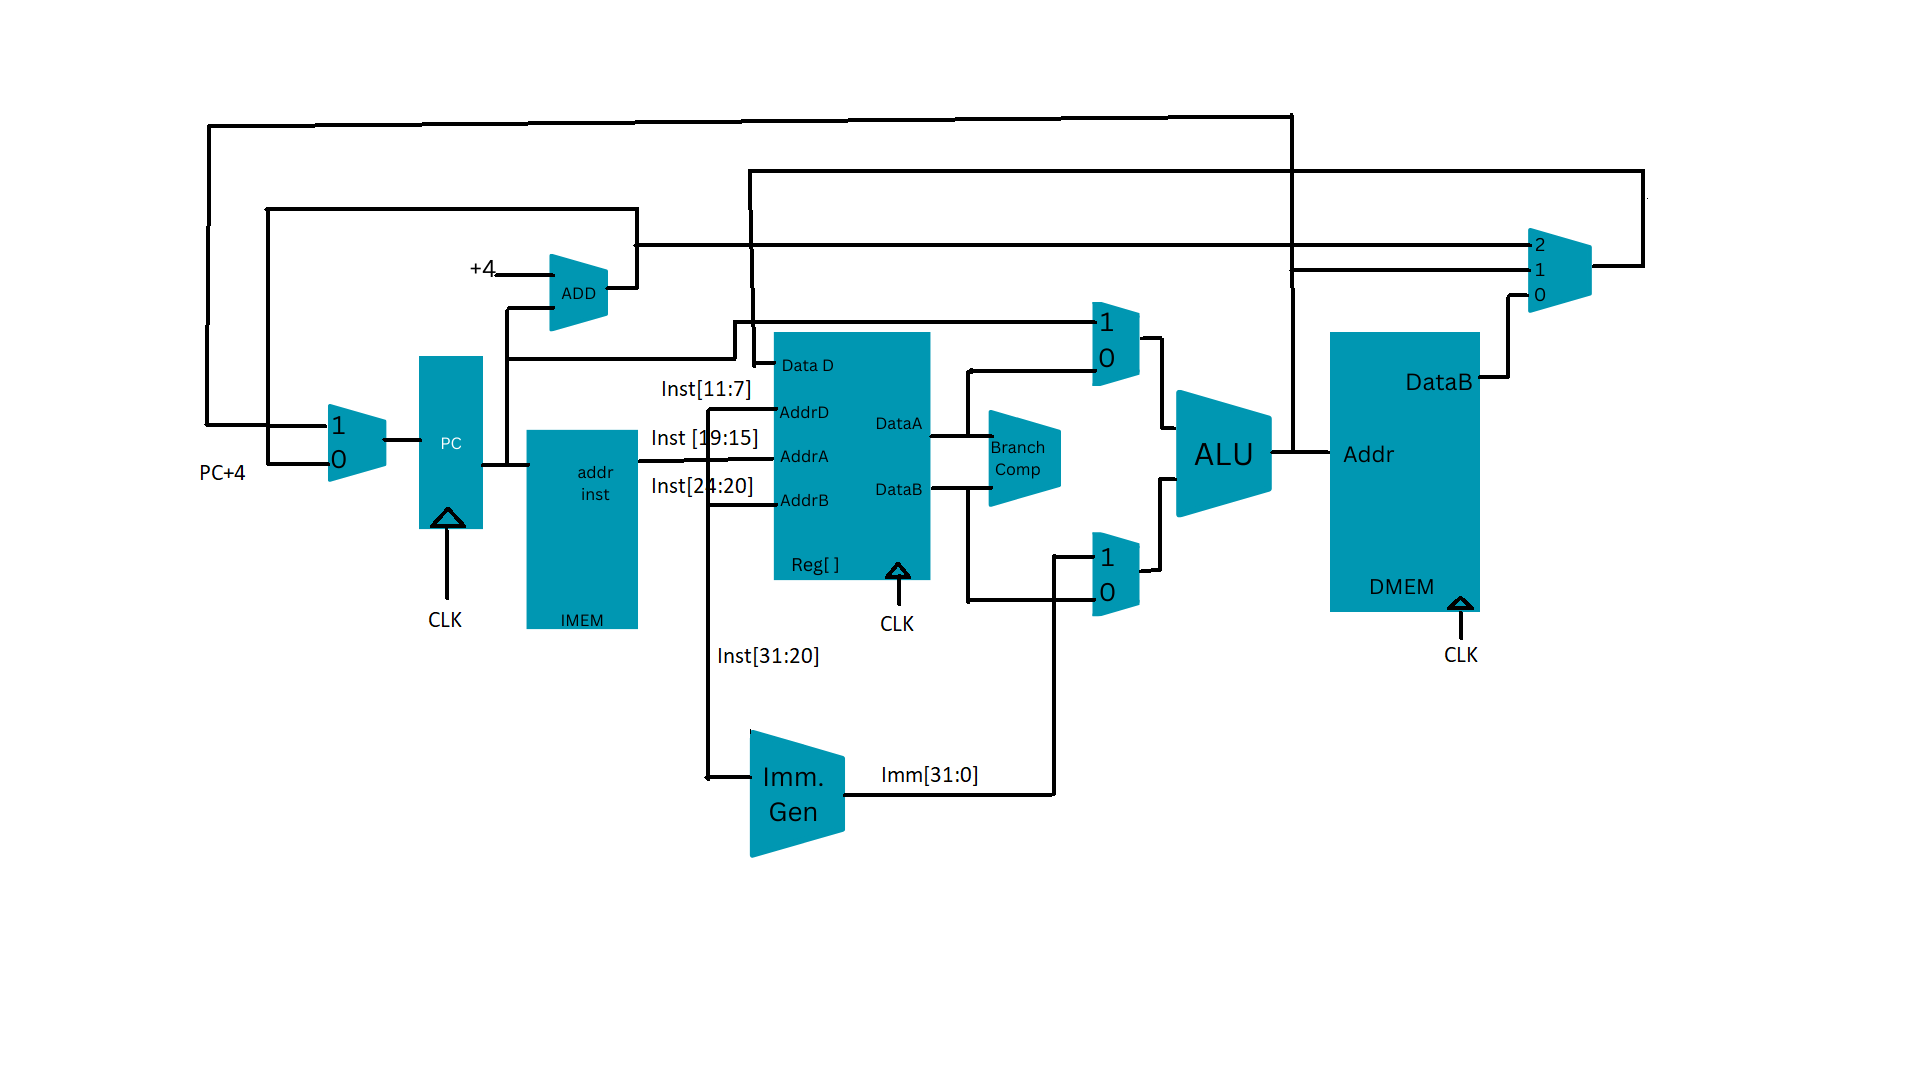 +4
ADD
2
1
0
1
0
Data D
Inst[11:7]
AddrD
DataA
Inst [19:15]
AddrA
Inst[24:20]
AddrB
DataB
Reg[ ]
CLK
Branch
Comp
1
0
PC+4
PC
CLK
addr
inst
IMEM
1
0
ALU
DataB
Addr
DMEM
CLK
Inst[31:20]
Imm.
Gen
Imm[31:0]